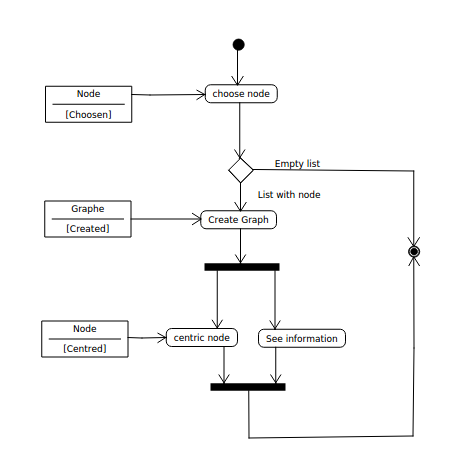 Node
[Choosen]
choose node
Empty list
List with node
Graphe
[Created]
Create Graph
Node
[Centred]
centric node
See information